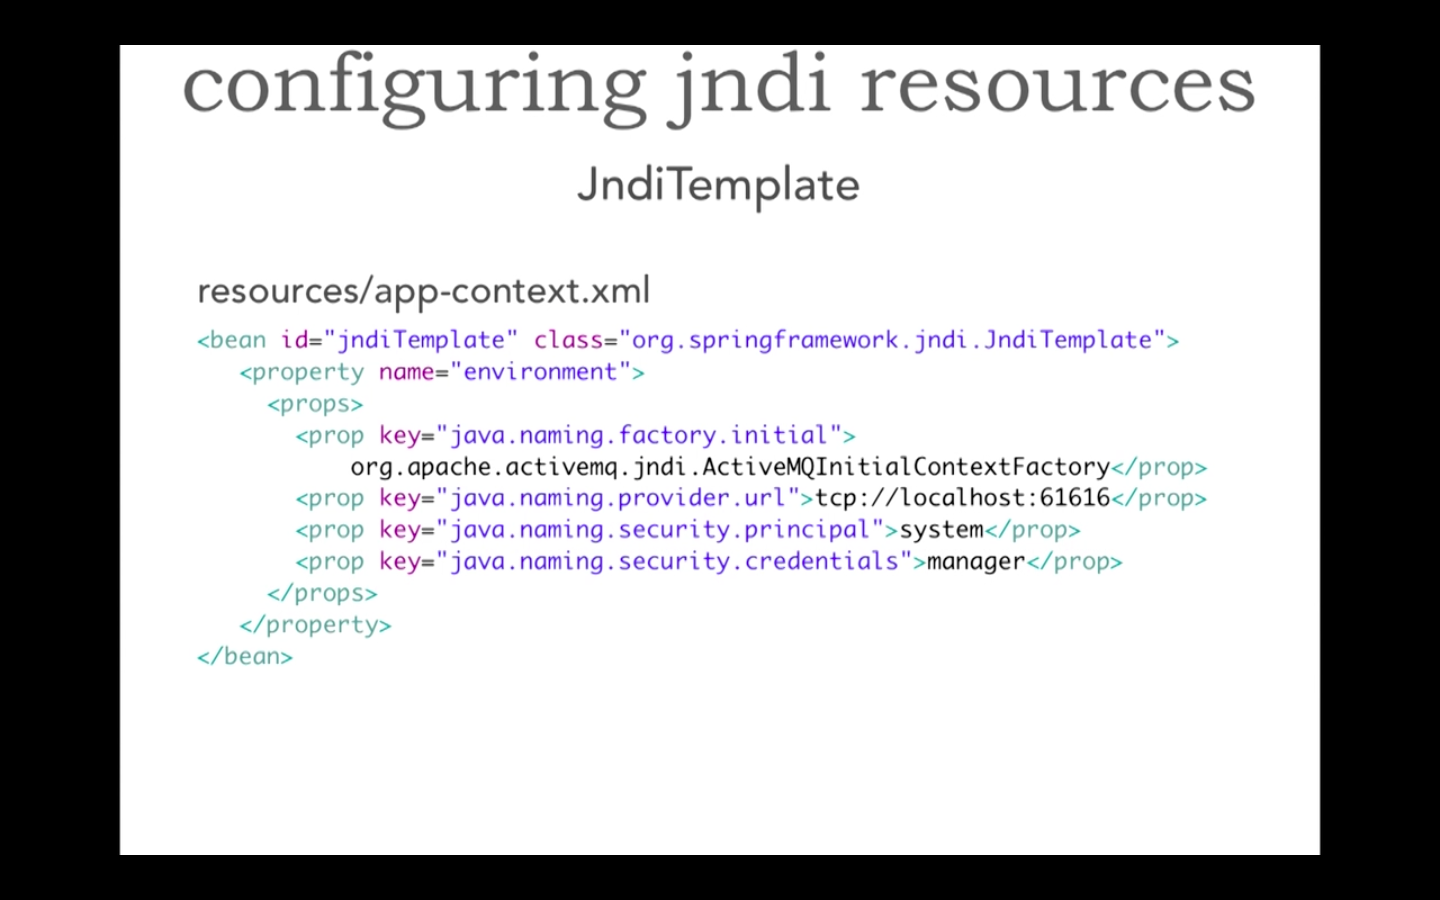 configuring jndi resources
JndiTemplate
resources/app-context.xml
<bean id="jndiTemplate" class="org.springframework.jndi.JndiTemplate">
<property name="environment">
<props>
<prop key="java.naming.factory.initial">
org.apache.activemq.jndi.ActiveMQInitialContextFactory</prop>
<prop key="java.naming.provider.url">tcp://localhost:61616</prop>
<prop key="java.naming.security.principal">system</prop>
<prop key="java.naming.security.credentials">manager</prop>
</props>
</property>
</bean>